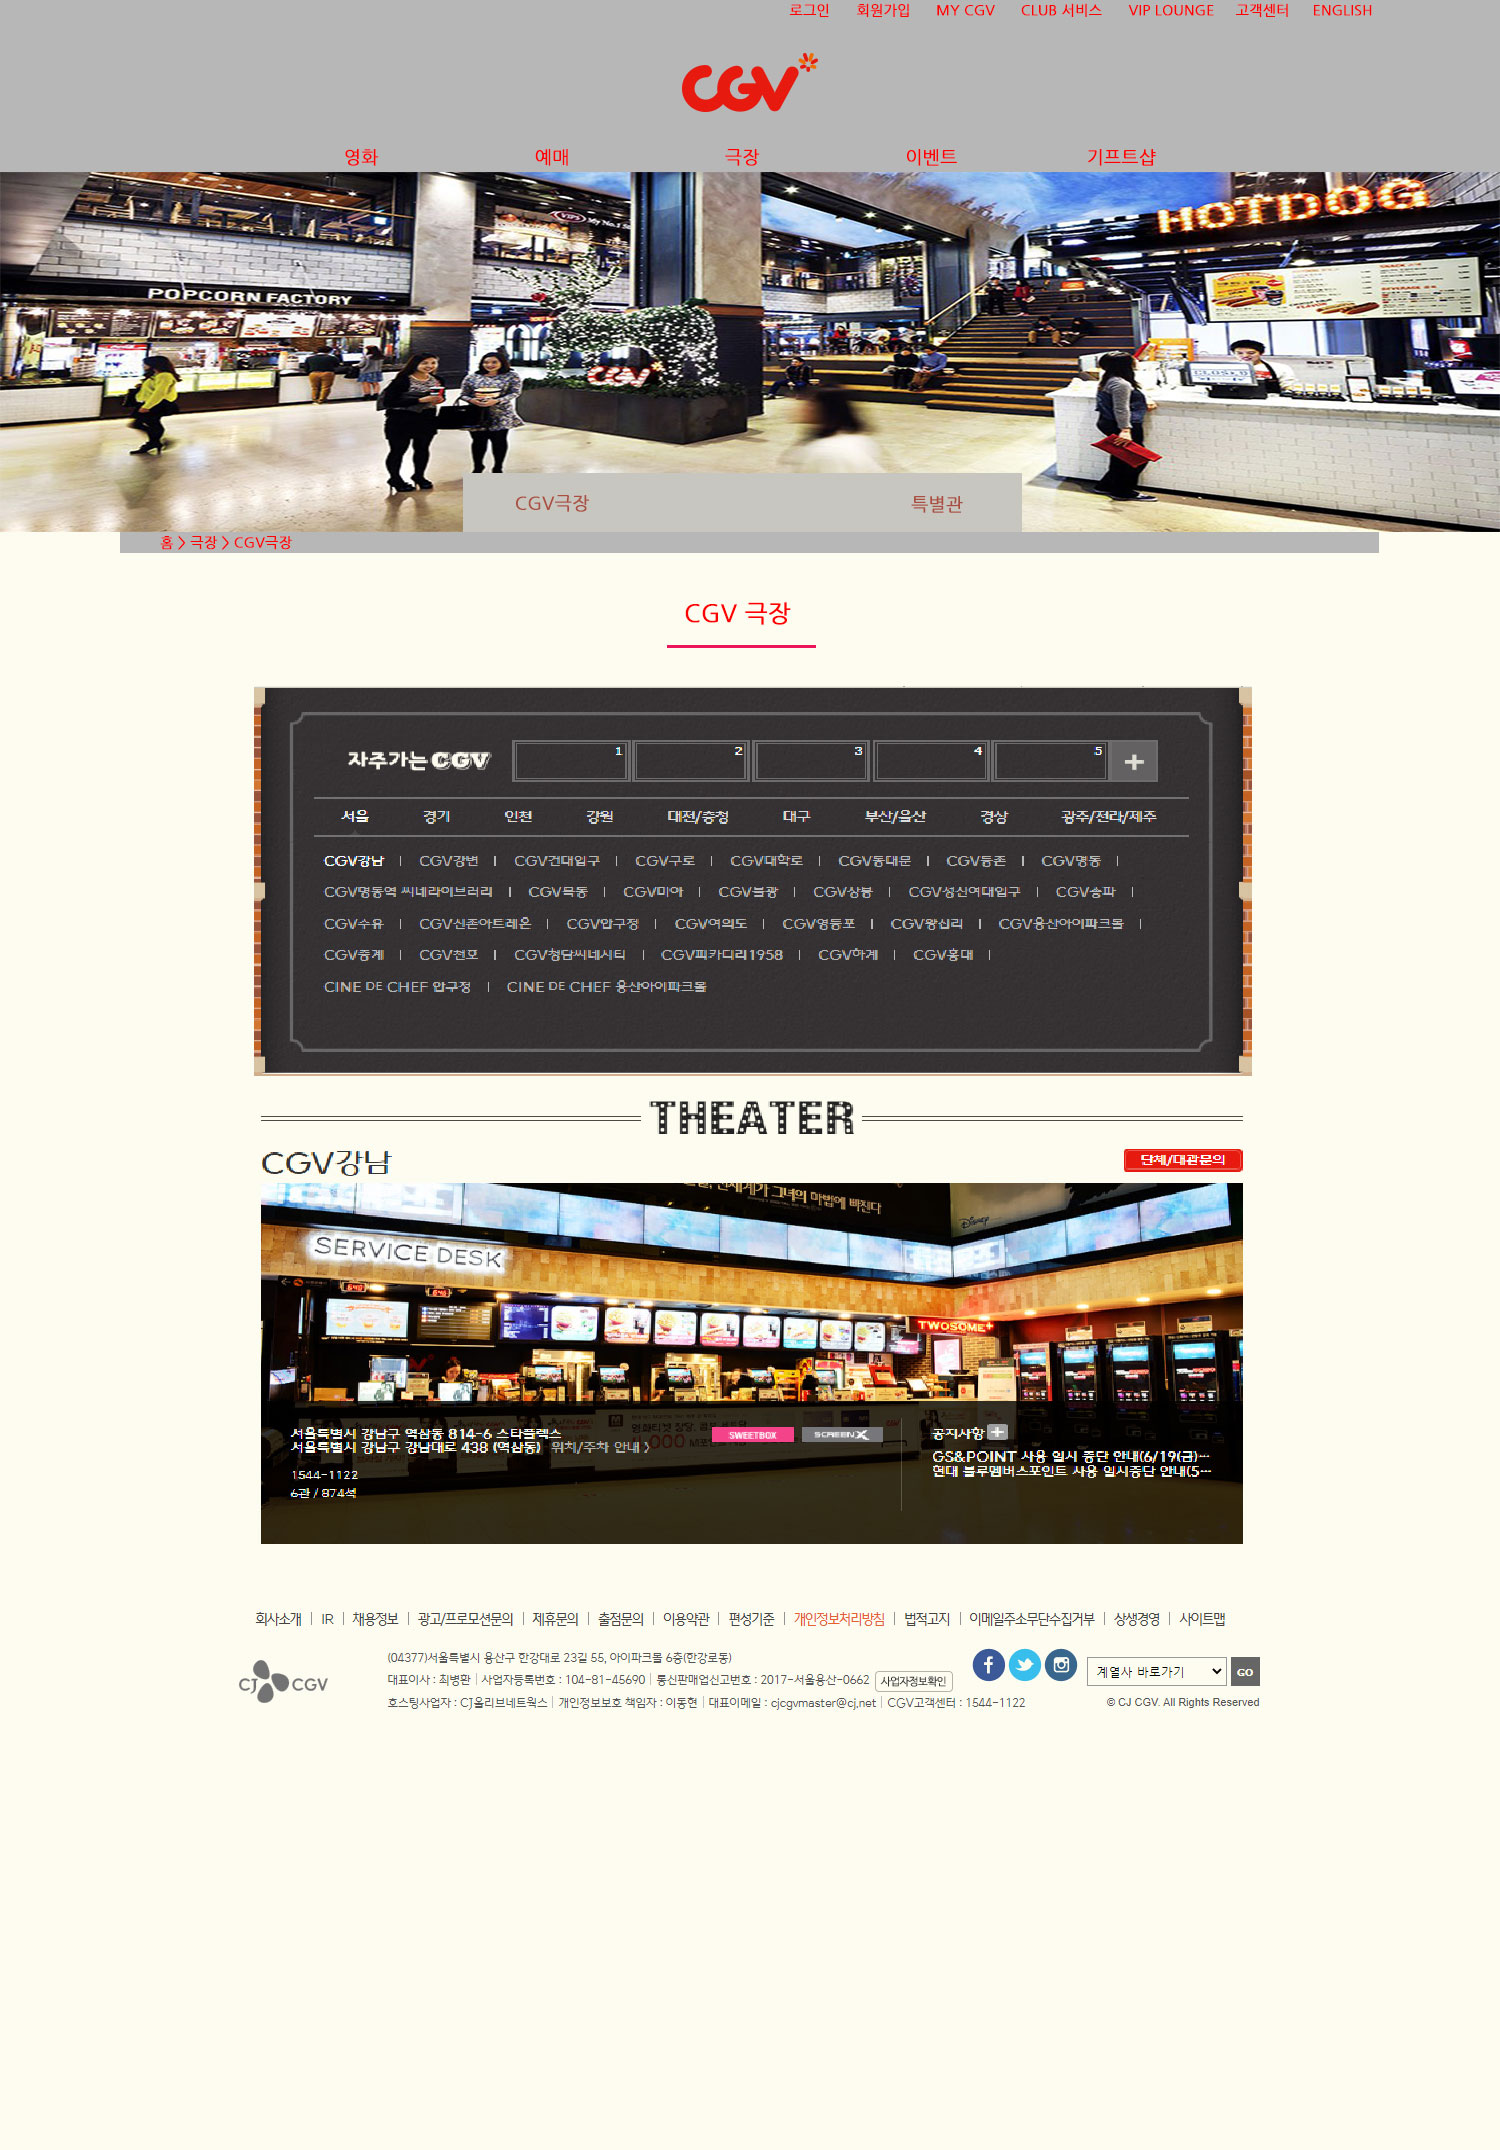 로그인 회원가입 MY CGV CLUB 서비스 VIP LOUNGE 고객센터 ENGLISH
CGV
영화 예매 극장 이벤트 기프트샵
HOTDOG
VIPS My No.1
POPCORN FACTORY
CGV
CGV극장 특별관
홈 > 극장 > CGV극장
CGV 극장
자주가는 CGV 1 2 3 4 5 +
서울 경기 인천 강원 대전/충청 대구 부산/울산 경상 광주/전라/제주
CGV강남 | CGV강변 | CGV건대입구 | CGV구로 | CGV대학로 | CGV동대문 | CGV등촌 | CGV명동 |
CGV명동역 씨네라이브러리 | CGV목동 | CGV미아 | CGV불광 | CGV상봉 | CGV성신여대입구 | CGV송파 |
CGV수유 | CGV신촌아트레온 | CGV압구정 | CGV여의도 | CGV영등포 | CGV왕십리 | CGV용산아이파크몰 |
CGV중계 | CGV천호 | CGV청담씨네시티 | CGV피카디리1958 | CGV하계 | CGV홍대 |
CINE DE CHEF 압구정 | CINE DE CHEF 용산아이파크몰
THEATER
CGV강남 단체/대관문의
그녀의 마법에 빠진다
Disney
SERVICE DESK
TWOSOME+
서울특별시 강남구 역삼동 814-6 스타플렉스
서울특별시 강남구 강남대로 438 (역삼동) 위치/주차 안내 >
1544-1122
6관 / 874석
SWEETBOX SCREENX
공지사항 +
GS&POINT 사용 일시 중단 안내(6/19(금)…
현대 블루멤버스포인트 사용 일시중단 안내(5…
회사소개 | IR | 채용정보 | 광고/프로모션문의 | 제휴문의 | 출점문의 | 이용약관 | 편성기준 | 개인정보처리방침 | 법적고지 | 이메일주소무단수집거부 | 상생경영 | 사이트맵
CJ CGV
(04377)서울특별시 용산구 한강대로 23길 55, 아이파크몰 6층(한강로동)
대표이사 : 최병환 | 사업자등록번호 : 104-81-45690 | 통신판매업신고번호 : 2017-서울용산-0662 사업자정보확인
호스팅사업자 : CJ올리브네트웍스 | 개인정보보호 책임자 : 이동현 | 대표이메일 : cjcgvmaster@cj.net | CGV고객센터 : 1544-1122
계열사 바로가기 GO
© CJ CGV. All Rights Reserved